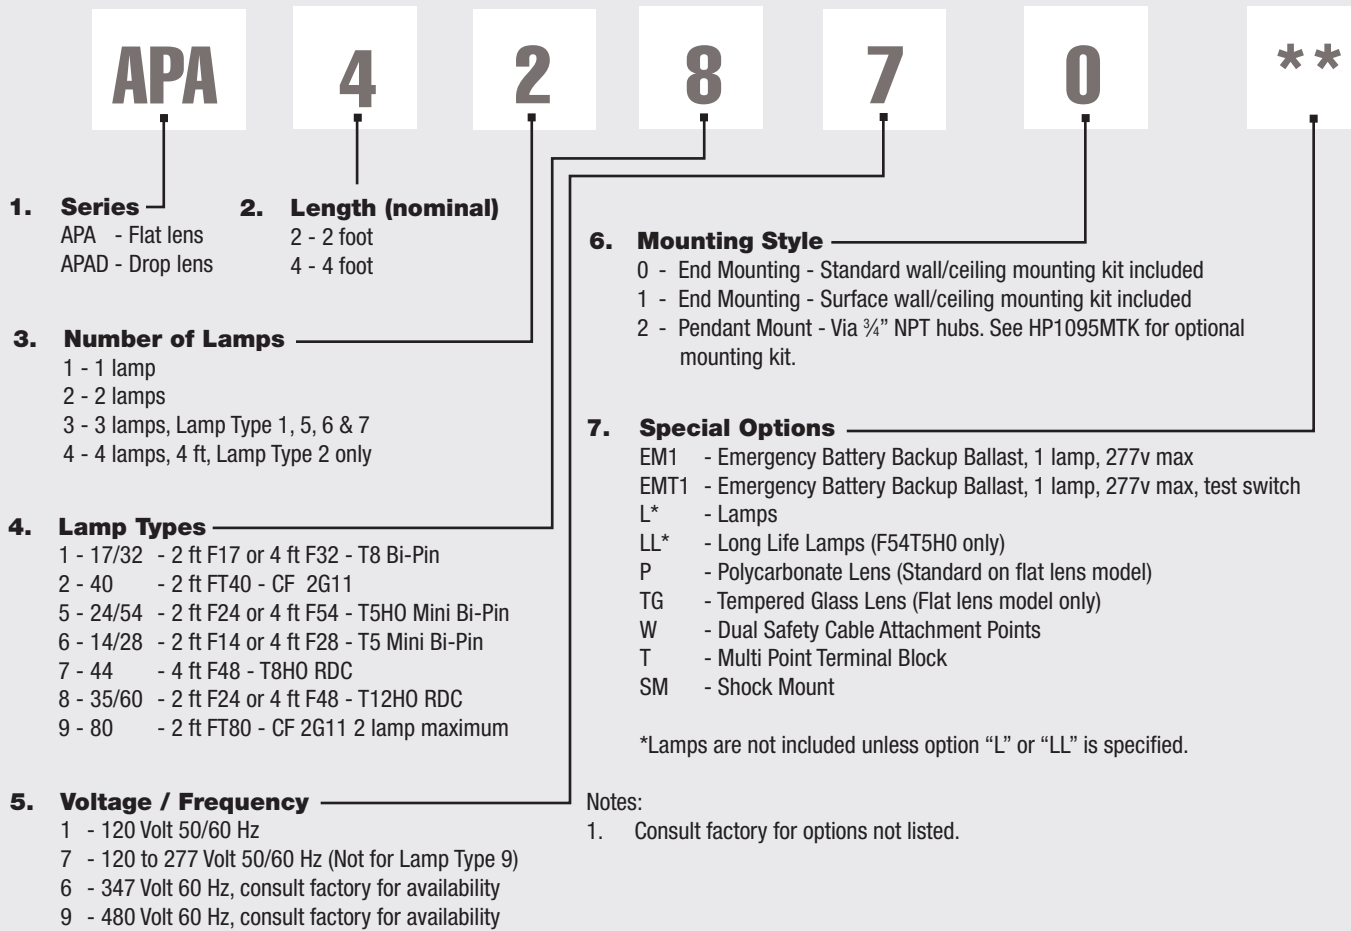 APA 4 2 8 7 0 **
1. Series
APA - Flat lens
APAD - Drop lens
2. Length (nominal)
2 - 2 foot
4 - 4 foot
3. Number of Lamps
1 - 1 lamp
2 - 2 lamps
3 - 3 lamps, Lamp Type 1, 5, 6 & 7
4 - 4 lamps, 4 ft, Lamp Type 2 only
4. Lamp Types
1 - 17/32 - 2 ft F17 or 4 ft F32 - T8 Bi-Pin
2 - 40 - 2 ft FT40 - CF 2G11
5 - 24/54 - 2 ft F24 or 4 ft F54 - T5HO Mini Bi-Pin
6 - 14/28 - 2 ft F14 or 4 ft F28 - T5 Mini Bi-Pin
7 - 44 - 4 ft F48 - T8HO RDC
8 - 35/60 - 2 ft F24 or 4 ft F48 - T12HO RDC
9 - 80 - 2 ft FT80 - CF 2G11 2 lamp maximum
5. Voltage / Frequency
1 - 120 Volt 50/60 Hz
7 - 120 to 277 Volt 50/60 Hz (Not for Lamp Type 9)
6 - 347 Volt 60 Hz, consult factory for availability
9 - 480 Volt 60 Hz, consult factory for availability
6. Mounting Style
0 - End Mounting - Standard wall/ceiling mounting kit included
1 - End Mounting - Surface wall/ceiling mounting kit included
2 - Pendant Mount - Via ¾” NPT hubs. See HP1095MTK for optional
mounting kit.
7. Special Options
EM1 - Emergency Battery Backup Ballast, 1 lamp, 277v max
EMT1 - Emergency Battery Backup Ballast, 1 lamp, 277v max, test switch
L* - Lamps
LL* - Long Life Lamps (F54T5H0 only)
P - Polycarbonate Lens (Standard on flat lens model)
TG - Tempered Glass Lens (Flat lens model only)
W - Dual Safety Cable Attachment Points
T - Multi Point Terminal Block
SM - Shock Mount
*Lamps are not included unless option “L” or “LL” is specified.
Notes:
1. Consult factory for options not listed.